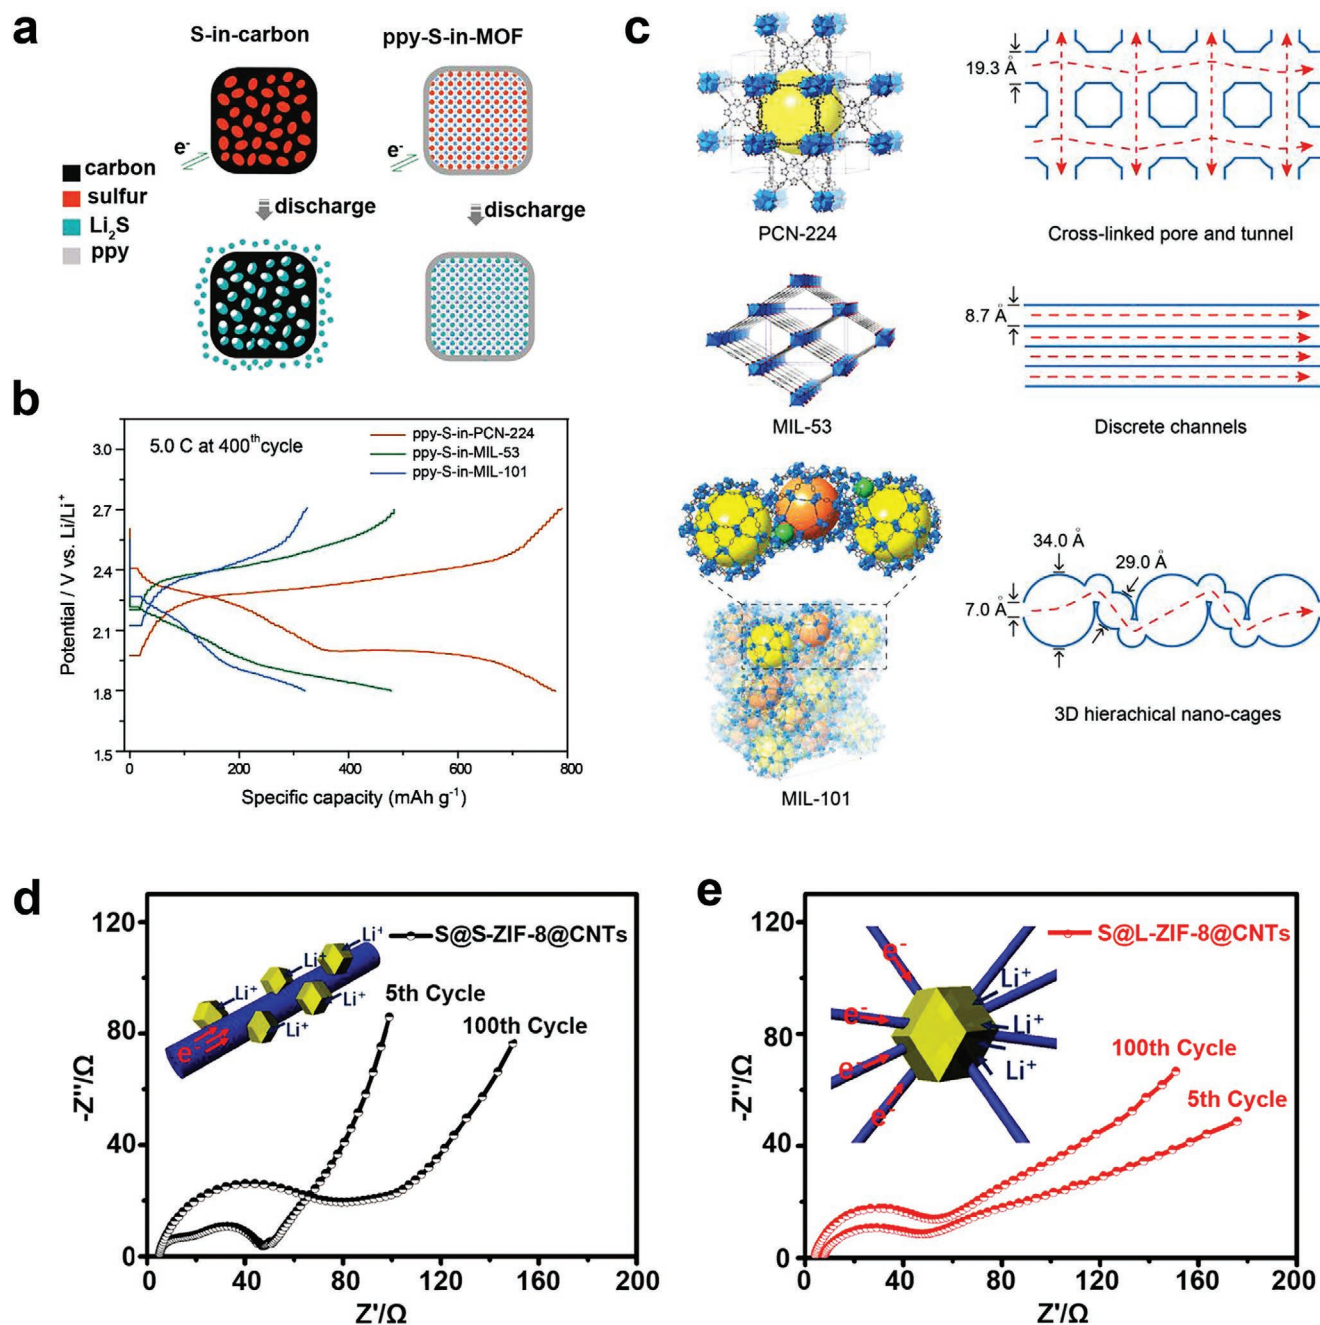 a
S-in-carbon
ppy-S-in-MOF
e-
e-
carbon
sulfur
Li₂S
ppy
discharge
discharge
b
5.0 C at 400th cycle
ppy-S-in-PCN-224
ppy-S-in-MIL-53
ppy-S-in-MIL-101
Potential / V vs. Li/Li⁺
3.0
2.7
2.4
2.1
1.8
1.5
0
200
400
600
800
Specific capacity (mAh g⁻¹)
c
19.3 Å
PCN-224
Cross-linked pore and tunnel
8.7 Å
MIL-53
Discrete channels
34.0 Å
29.0 Å
7.0 Å
3D hierachical nano-cages
MIL-101
d
S@S-ZIF-8@CNTs
Li⁺
Li⁺
Li⁺
Li⁺
Li⁺
e-
5th Cycle
100th Cycle
-Z''/Ω
120
80
40
0
0
40
80
120
160
200
Z'/Ω
e
S@L-ZIF-8@CNTs
e-
e-
e-
e-
Li⁺
Li⁺
Li⁺
100th Cycle
5th Cycle
-Z''/Ω
120
80
40
0
0
40
80
120
160
200
Z'/Ω